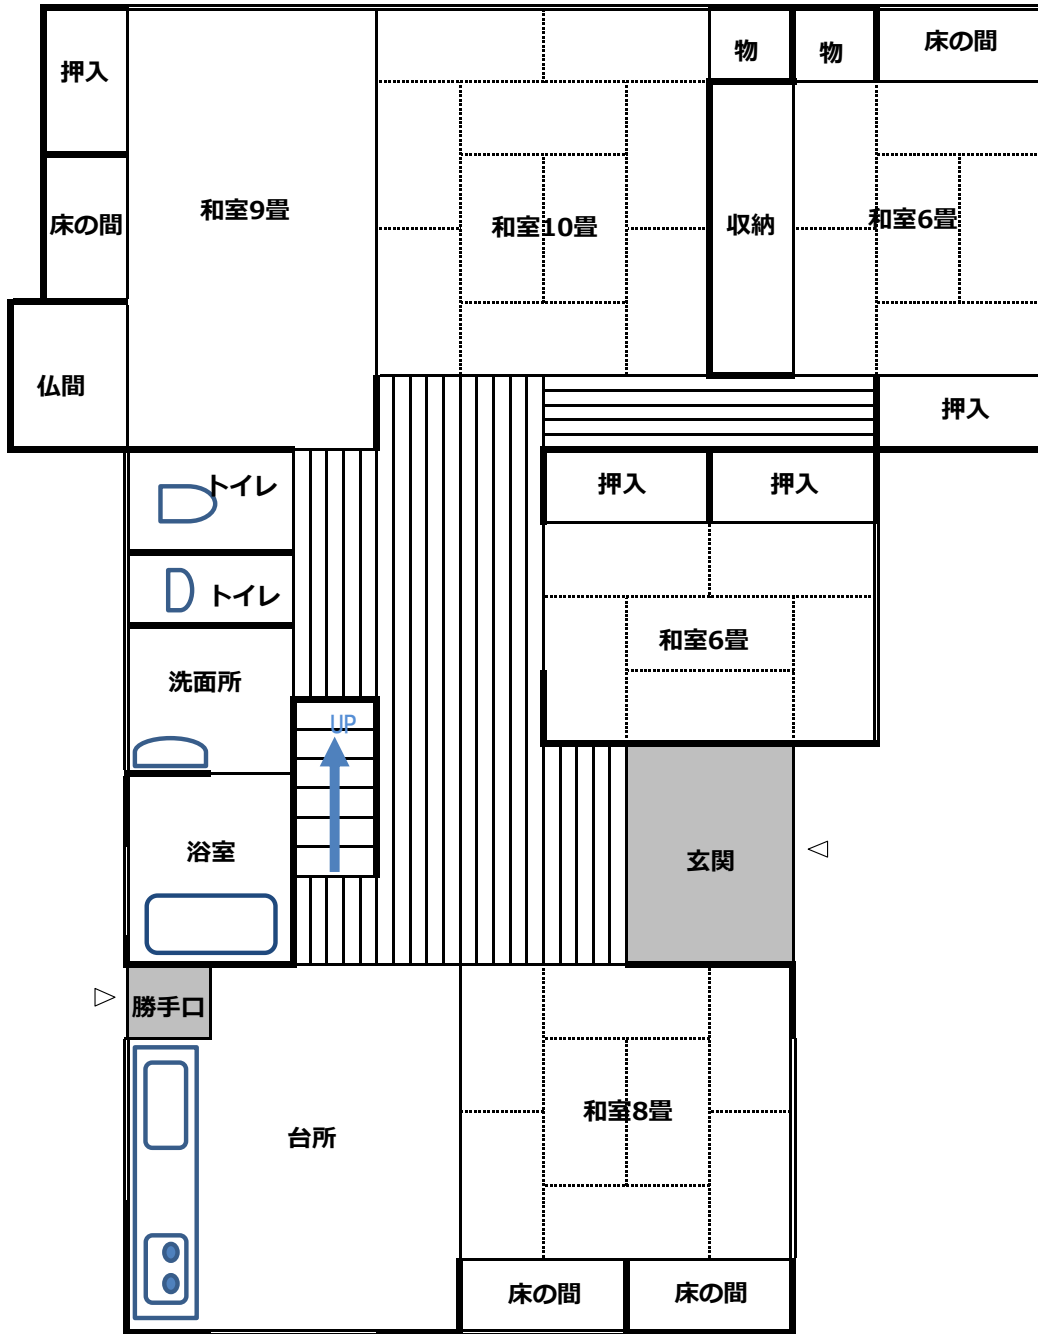 押入
物
物
床の間
和室9畳
床の間
和室10畳
収納
和室6畳
仏間
押入
トイレ
押入
押入
トイレ
和室6畳
洗面所
UP
浴室
玄関
勝手口
和室8畳
台所
床の間
床の間